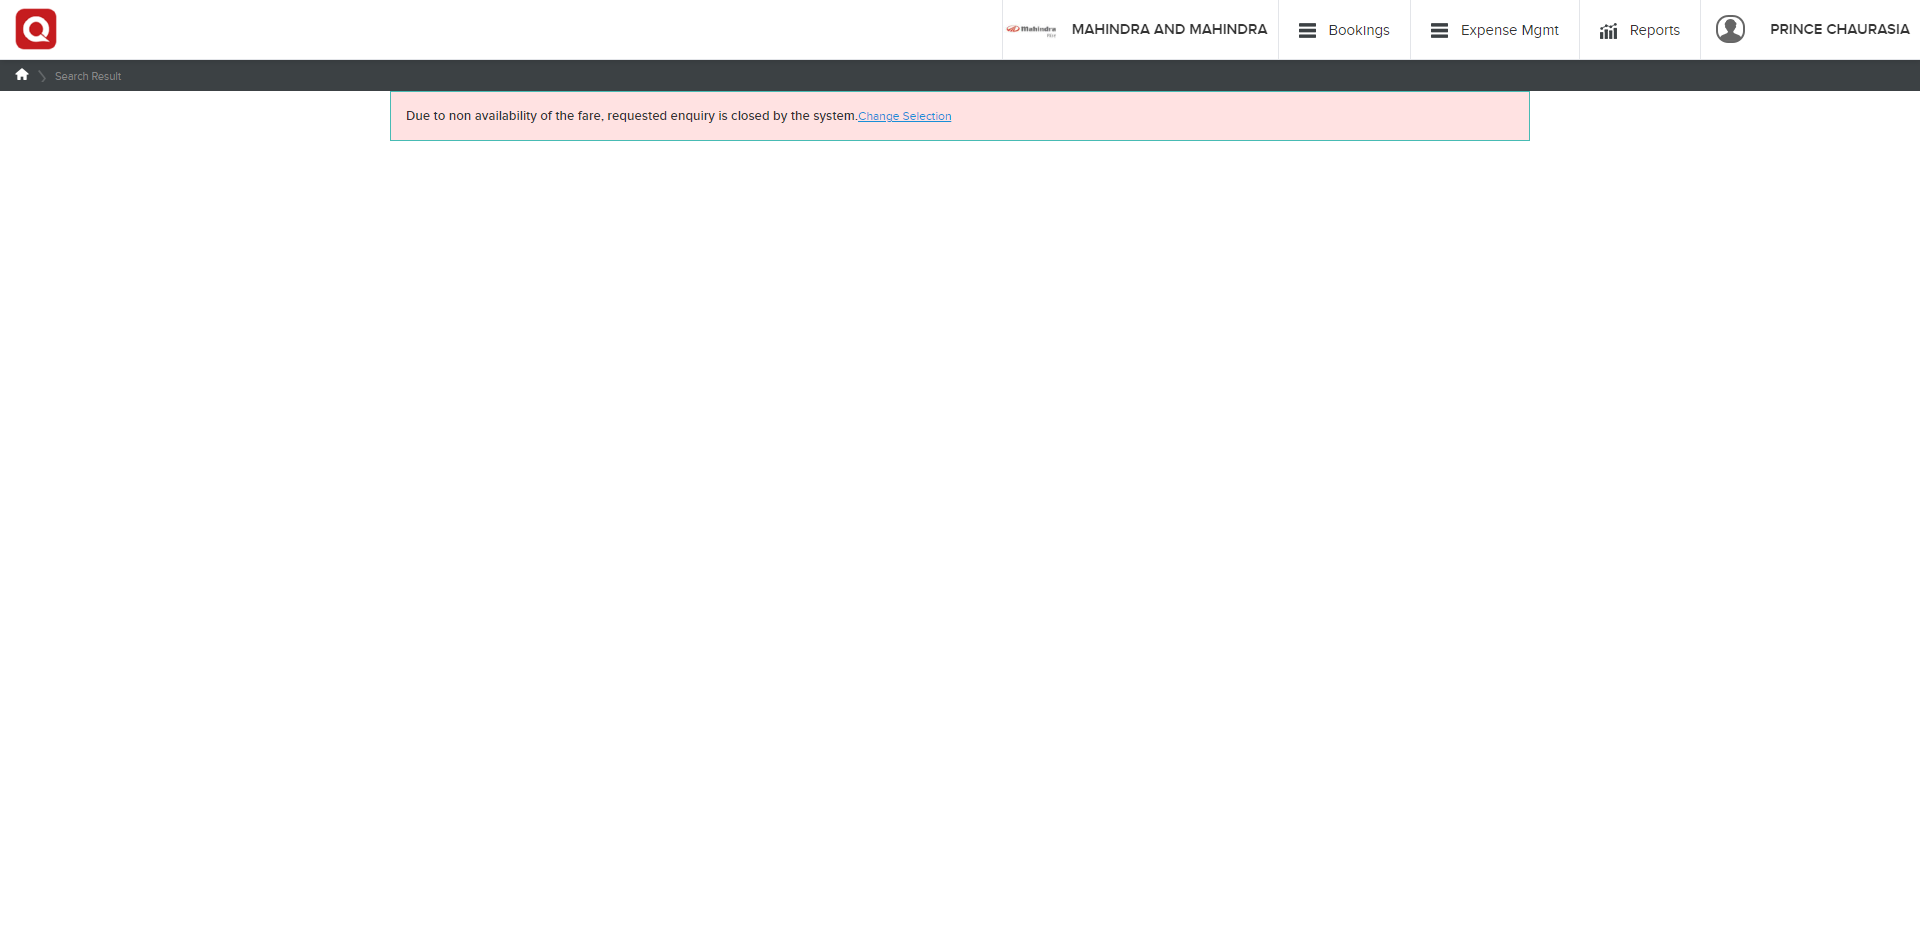 Q
Mahindra
MAHINDRA AND MAHINDRA
Bookings
Expense Mgmt
Reports
PRINCE CHAURASIA
Search Result
Due to non availability of the fare, requested enquiry is closed by the system.Change Selection